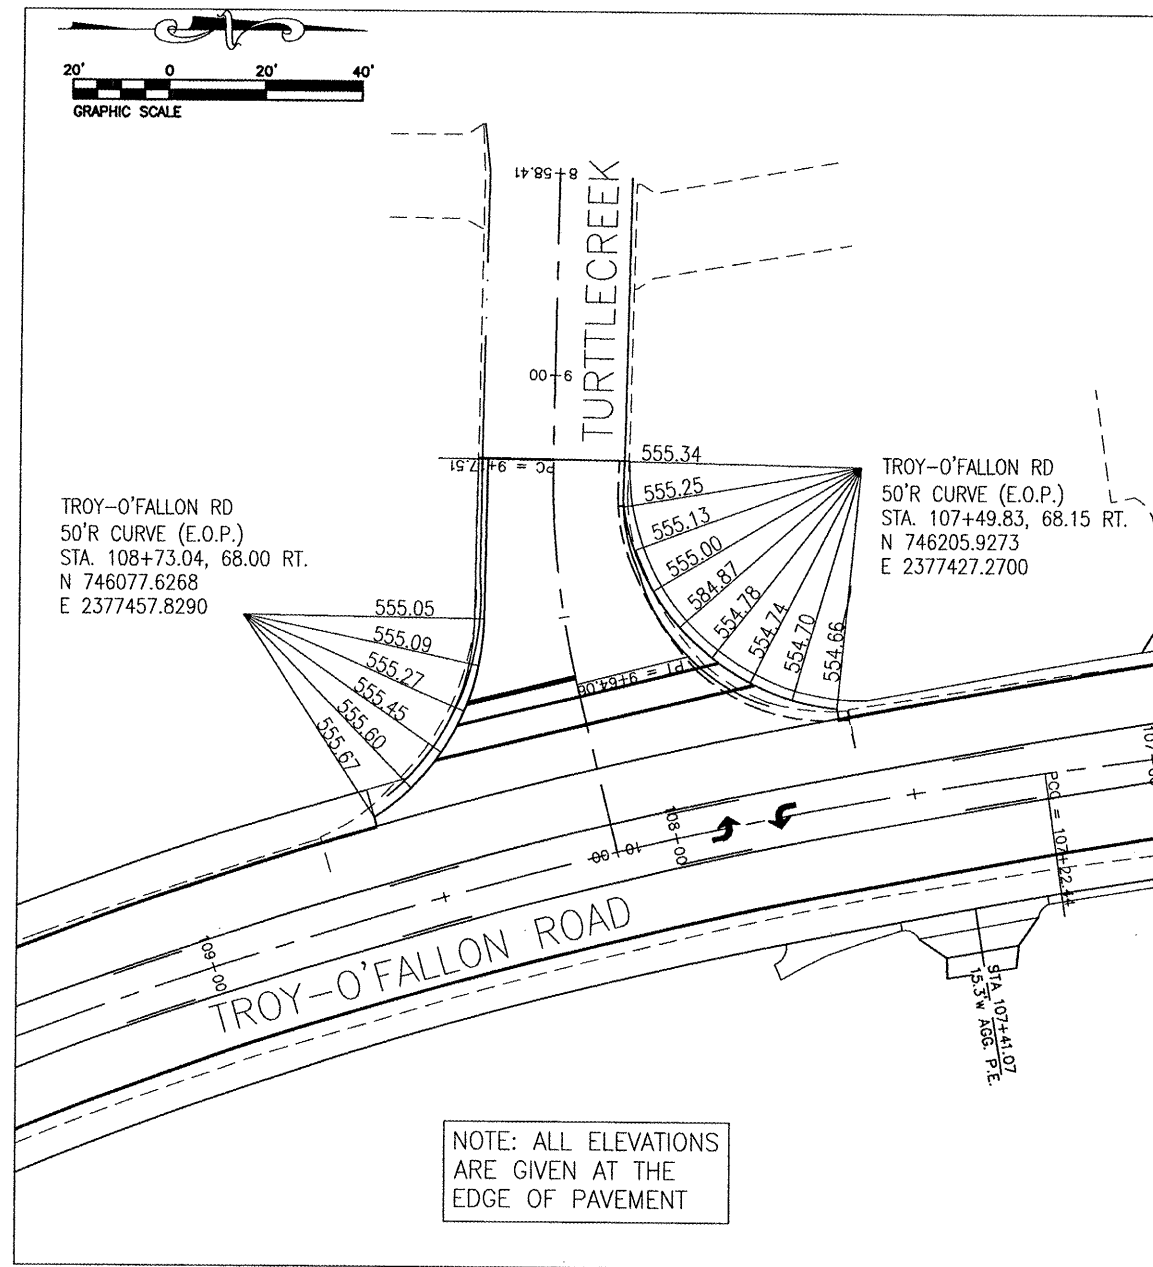 20' 0 20' 40'
GRAPHIC SCALE
8+58.41
TURTTLECREEK
9+00
PC = 9+17.51
555.34
555.25
555.13
555.00
584.87
554.78
554.74
554.70
554.66
TROY-O'FALLON RD
50'R CURVE (E.O.P.)
STA. 107+49.83, 68.15 RT.
N 746205.9273
E 2377427.2700
TROY-O'FALLON RD
50'R CURVE (E.O.P.)
STA. 108+73.04, 68.00 RT.
N 746077.6268
E 2377457.8290
555.05
555.09
555.27
555.45
555.60
555.67
PT = 9+64.06
10+00
108+00
PCC = 107+22.44
109+00
TROY-O'FALLON ROAD
STA 107+41.07
15.3'W AGG. P.E.
NOTE: ALL ELEVATIONS
ARE GIVEN AT THE
EDGE OF PAVEMENT